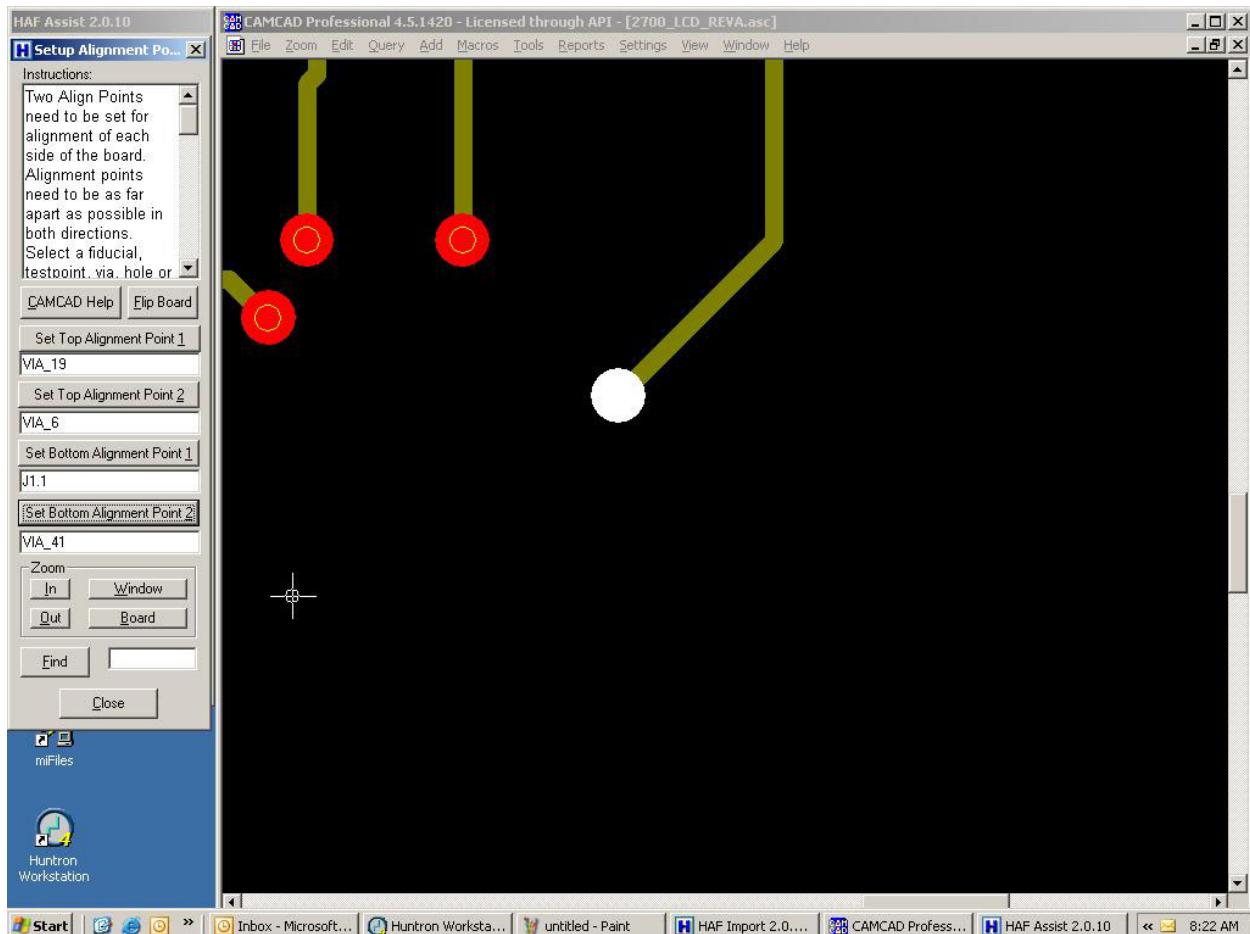 HAF Assist 2.0.10
CAMCAD Professional 4.5.1420 - Licensed through API - [2700_LCD_REVA.asc]
Setup Alignment Po...
File Zoom Edit Query Add Macros Tools Reports Settings View Window Help
Instructions:
Two Align Points
need to be set for
alignment of each
side of the board.
Alignment points
need to be as far
apart as possible in
both directions.
Select a fiducial,
testpoint, via, hole or
CAMCAD Help
Flip Board
Set Top Alignment Point 1
VIA_19
Set Top Alignment Point 2
VIA_6
Set Bottom Alignment Point 1
J1.1
Set Bottom Alignment Point 2
VIA_41
Zoom
In Window
Out Board
Find
Close
miFiles
4
Huntron
Workstation
Start » Inbox - Microsoft... Huntron Worksta... untitled - Paint HAF Import 2.0.... CAMCAD Profess... HAF Assist 2.0.10 « 8:22 AM